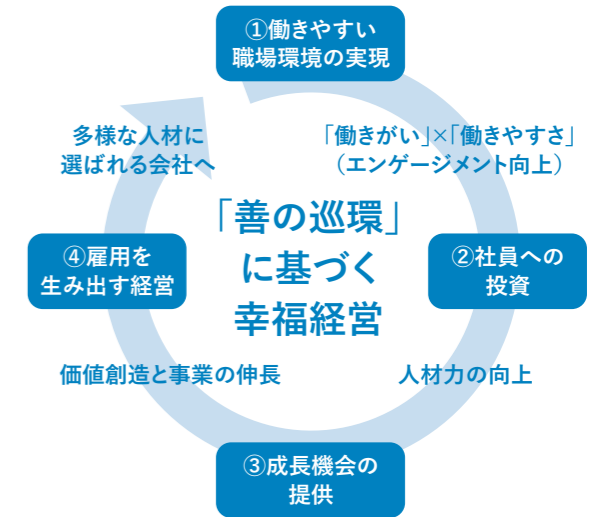 ①働きやすい
職場環境の実現
多様な人材に
選ばれる会社へ
「働きがい」×「働きやすさ」
（エンゲージメント向上）
「善の巡環」
に基づく
幸福経営
④雇用を
生み出す経営
②社員への
投資
価値創造と事業の伸長
人材力の向上
③成長機会の
提供